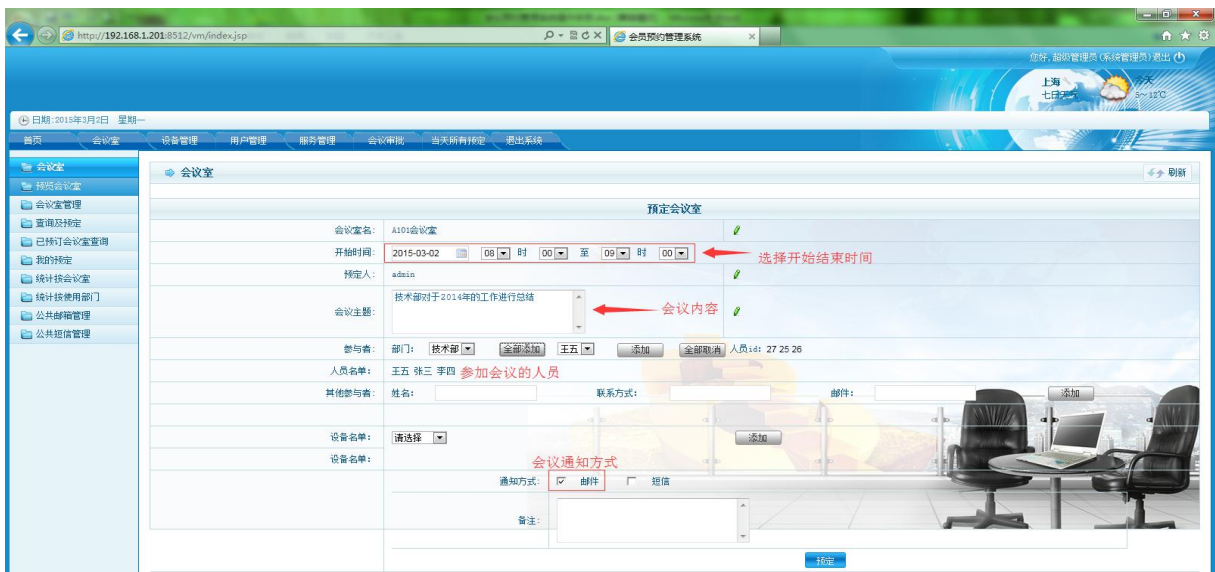 http://192.168.1.201:8512/vm/index.jsp
会员预约管理系统
您好, 超级管理员 (系统管理员) 退出
上海
今天
七日天气
5～12℃
日期:2015年3月2日 星期一
首页 会议室 设备管理 用户管理 服务管理 会议审批 当天所有预定 退出系统
会议室
预览会议室
会议室管理
查询及预定
已预订会议室查询
我的预定
统计按会议室
统计按使用部门
公共邮箱管理
公共短信管理
会议室
刷新
预定会议室
会议室名: A101会议室
开始时间: 2015-03-02 08 时 00 至 09 时 00 选择开始结束时间
预定人: admin
会议主题: 技术部对于2014年的工作进行总结 会议内容
参与者: 部门: 技术部 全部添加 王五 添加 全部取消 人员id: 27 25 26
人员名单: 王五 张三 李四 参加会议的人员
其他参与者: 姓名: 联系方式: 邮件: 添加
设备名单: 请选择 添加
设备名单:
会议通知方式
通知方式: 邮件 短信
备注:
预定